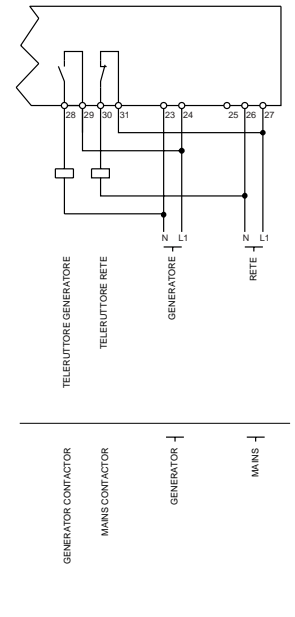 28 29 30 31 23 24 25 26 27
N L1 N L1
TELERUTTORE GENERATORE
TELERUTTORE RETE
GENERATORE
RETE
GENERATOR CONTACTOR
MAINS CONTACTOR
GENERATOR
MAINS